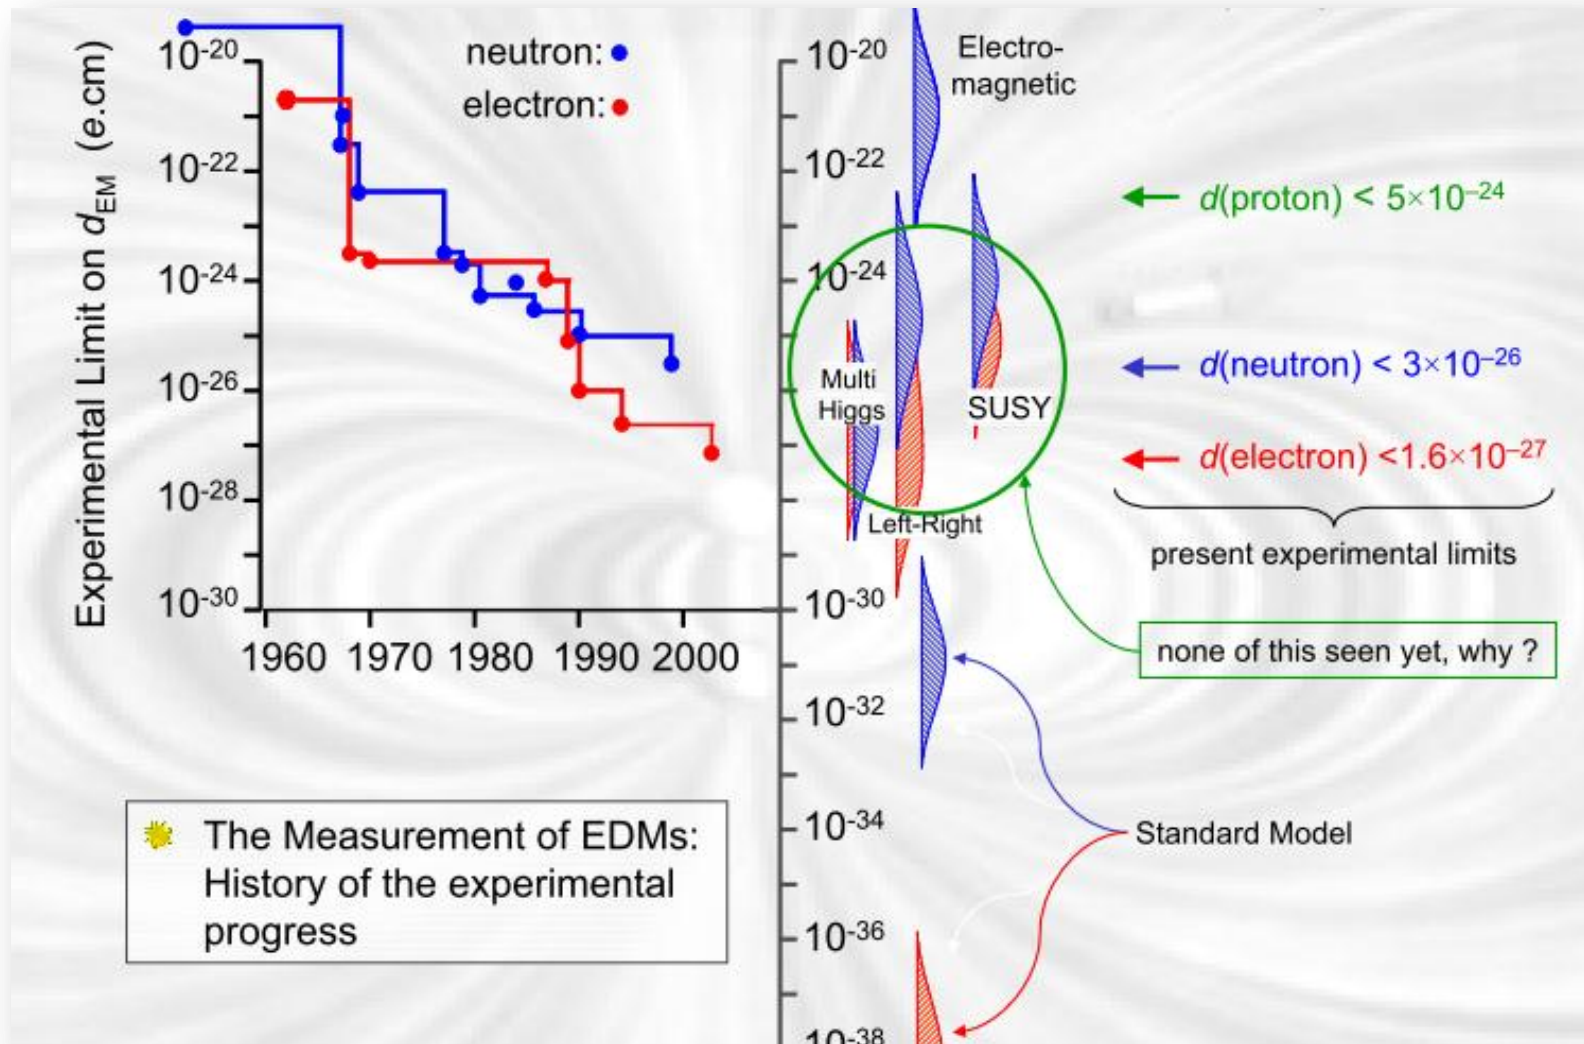 Experimental Limit on d_EM (e.cm)
10⁻²⁰
10⁻²²
10⁻²⁴
10⁻²⁶
10⁻²⁸
10⁻³⁰
1960 1970 1980 1990 2000
neutron:
electron:
10⁻²⁰
10⁻²²
10⁻²⁴
10⁻³⁰
10⁻³²
10⁻³⁴
10⁻³⁶
10⁻³⁸
Electro-
magnetic
Multi
Higgs
SUSY
Left-Right
d(proton) < 5×10⁻²⁴
d(neutron) < 3×10⁻²⁶
d(electron) <1.6×10⁻²⁷
present experimental limits
none of this seen yet, why ?
Standard Model
The Measurement of EDMs:
History of the experimental
progress